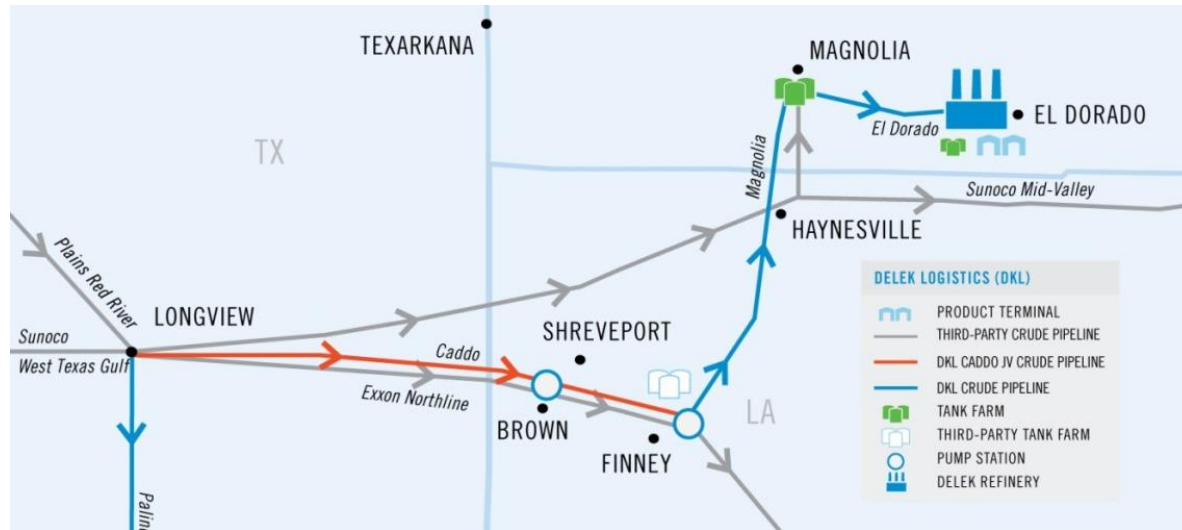 TEXARKANA
MAGNOLIA
EL DORADO
El Dorado
TX
Magnolia
Sunoco Mid-Valley
HAYNESVILLE
Plains Red River
LONGVIEW
Sunoco
West Texas Gulf
SHREVEPORT
Caddo
Exxon Northline
BROWN
FINNEY
LA
DELEK LOGISTICS (DKL)
PRODUCT TERMINAL
THIRD-PARTY CRUDE PIPELINE
DKL CADDO JV CRUDE PIPELINE
DKL CRUDE PIPELINE
TANK FARM
THIRD-PARTY TANK FARM
PUMP STATION
DELEK REFINERY